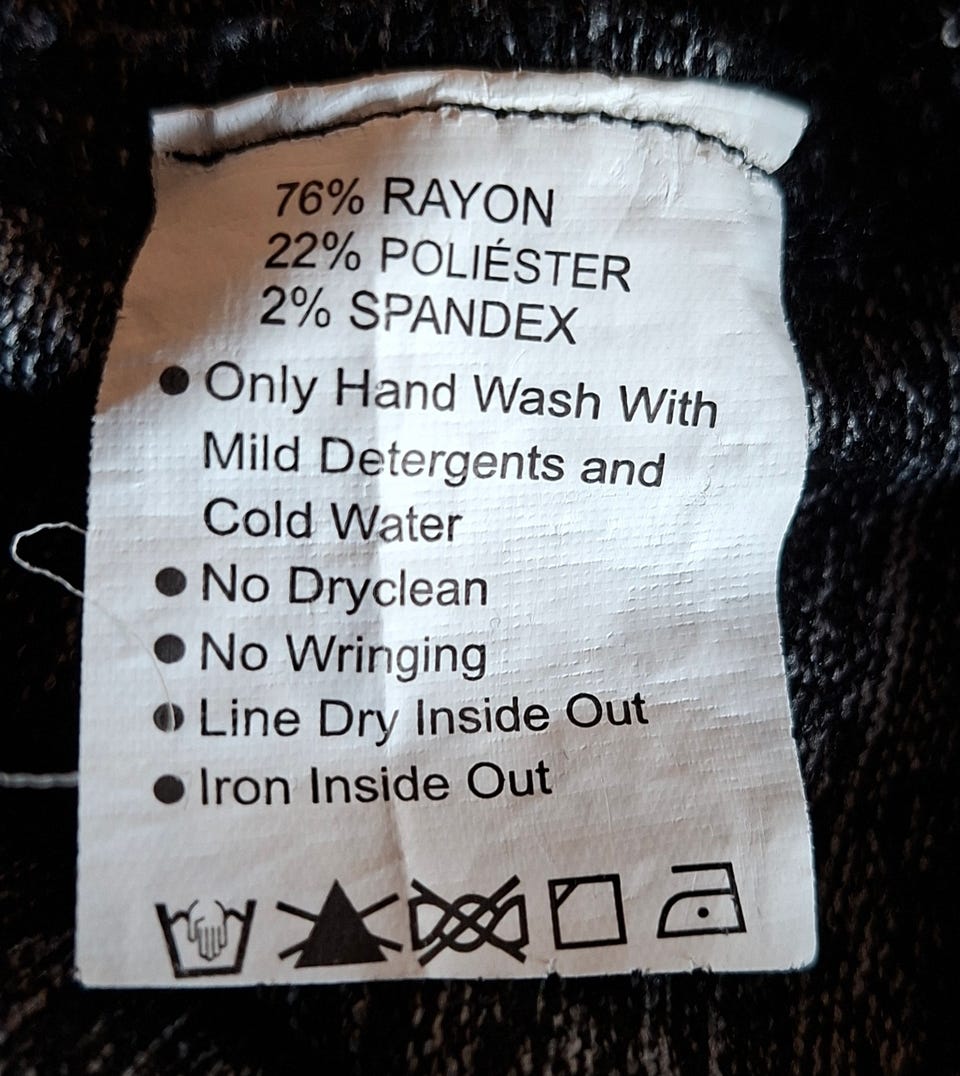 76% RAYON
22% POLIÉSTER
2% SPANDEX
● Only Hand Wash With
Mild Detergents and
Cold Water
● No Dryclean
● No Wringing
● Line Dry Inside Out
● Iron Inside Out